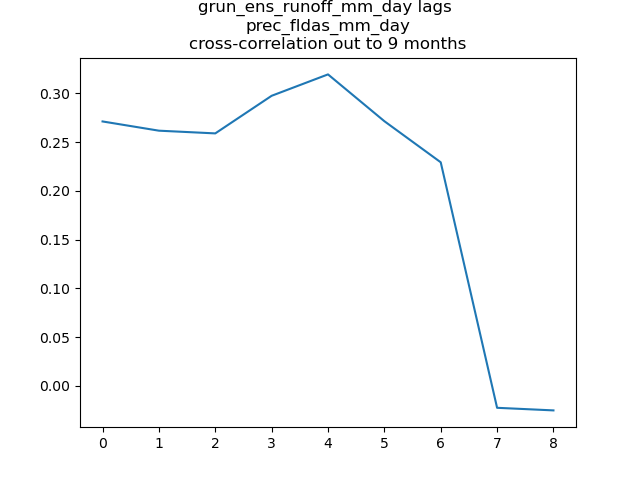 grun_ens_runoff_mm_day lags
prec_fldas_mm_day
cross-correlation out to 9 months
0.30
0.25
0.20
0.15
0.10
0.05
0.00
0 1 2 3 4 5 6 7 8